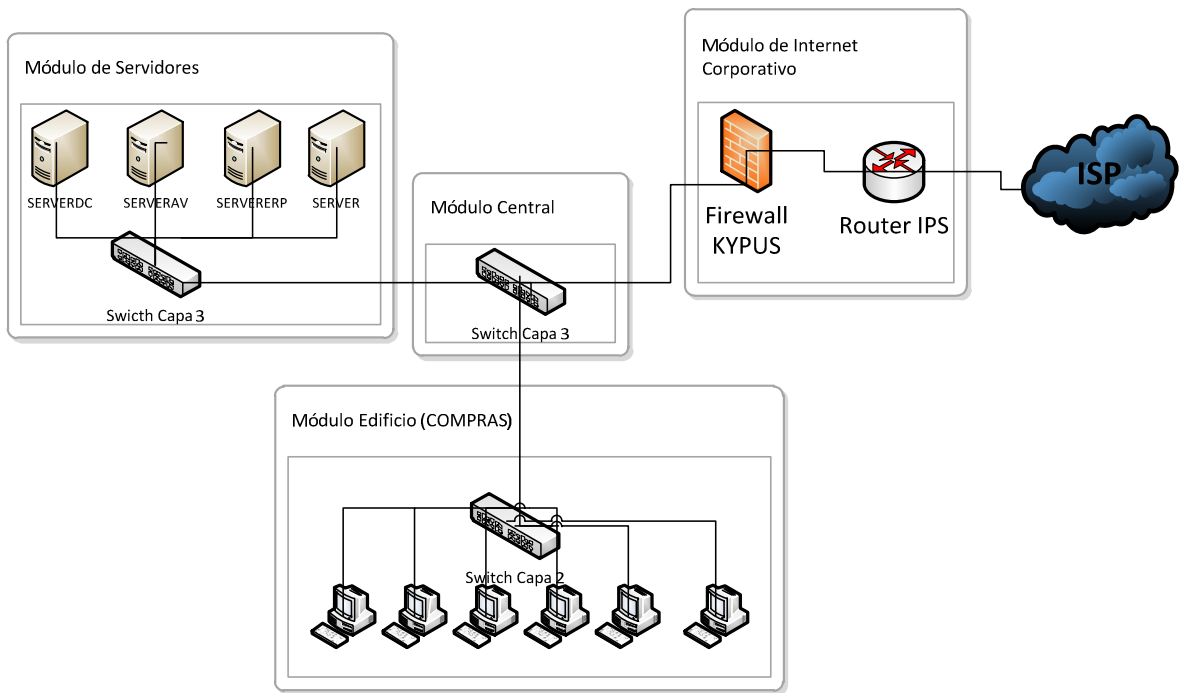 Módulo de Servidores
SERVERDC
SERVERAV
SERVERERP
SERVER
Swicth Capa 3
Módulo Central
Switch Capa 3
Módulo de Internet
Corporativo
Firewall
KYPUS
Router IPS
ISP
Módulo Edificio (COMPRAS)
Switch Capa 2